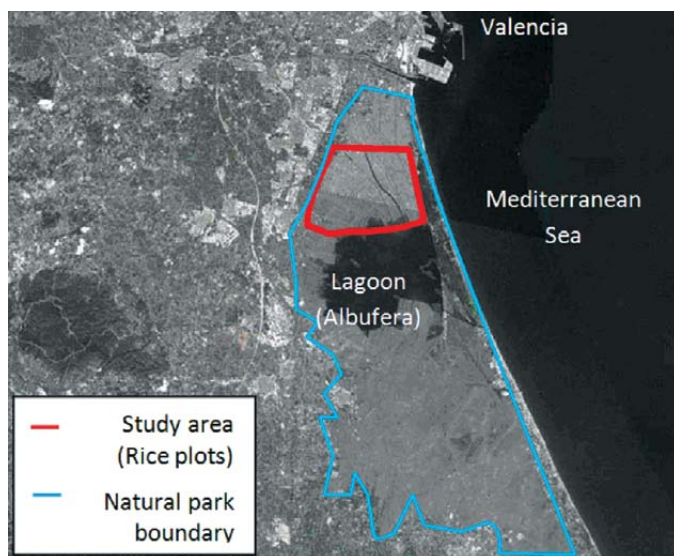 Valencia
Mediterranean
Sea
Lagoon
(Albufera)
Study area
(Rice plots)
Natural park
boundary